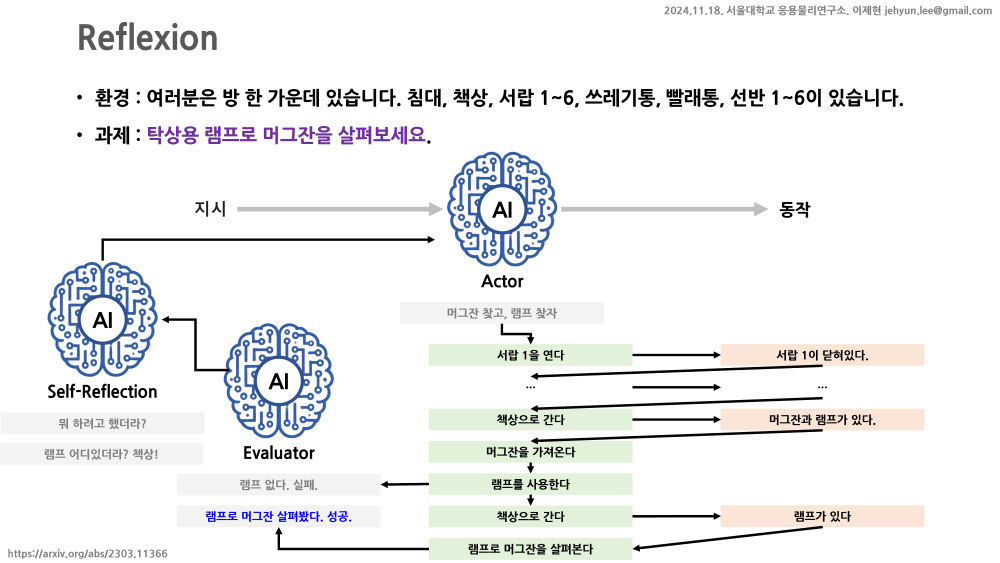 2024.11.18. 서울대학교 응용물리연구소. 이제현 jehyun.lee@gmail.com
Reflexion
• 환경 : 여러분은 방 한 가운데 있습니다. 침대, 책상, 서랍 1~6, 쓰레기통, 빨래통, 선반 1~6이 있습니다.
• 과제 : 탁상용 램프로 머그잔을 살펴보세요.
지시
AI
동작
Actor
AI
Self-Reflection
뭐 하려고 했더라?
램프 어디있더라? 책상!
AI
Evaluator
램프 없다. 실패.
램프로 머그잔 살펴봤다. 성공.
머그잔 찾고, 램프 찾자
서랍 1을 연다
서랍 1이 닫혀있다.
...
...
책상으로 간다
머그잔과 램프가 있다.
머그잔을 가져온다
램프를 사용한다
책상으로 간다
램프가 있다
램프로 머그잔을 살펴본다
https://arxiv.org/abs/2303.11366